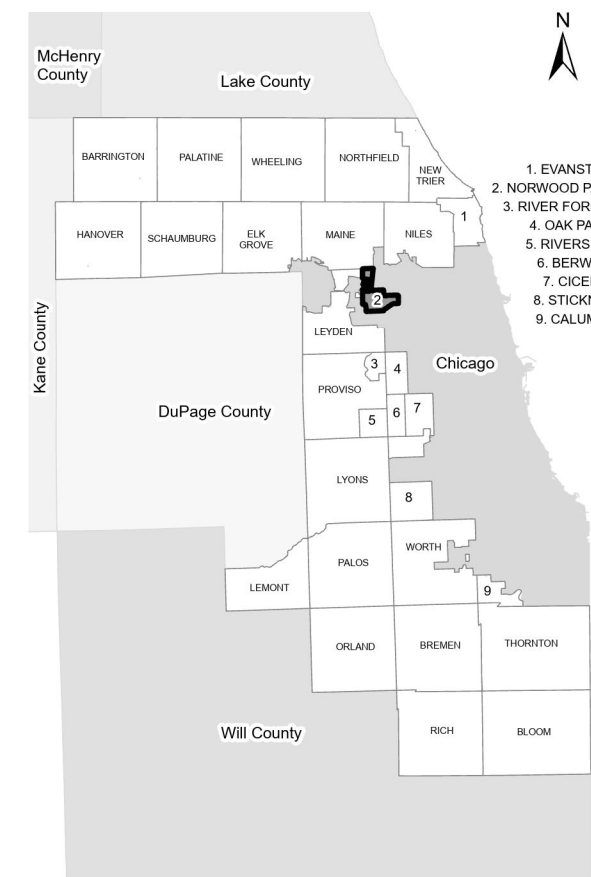 N
McHenry
County
Lake County
BARRINGTON
PALATINE
WHEELING
NORTHFIELD
NEW
TRIER
1. EVANST
2. NORWOOD P
3. RIVER FOR
4. OAK PA
5. RIVERS
6. BERW
7. CICE
8. STICKN
9. CALUM
1
HANOVER
SCHAUMBURG
ELK
GROVE
MAINE
NILES
2
Kane County
LEYDEN
Chicago
3
4
PROVISO
DuPage County
5
6
7
LYONS
8
WORTH
PALOS
LEMONT
9
ORLAND
BREMEN
THORNTON
Will County
RICH
BLOOM